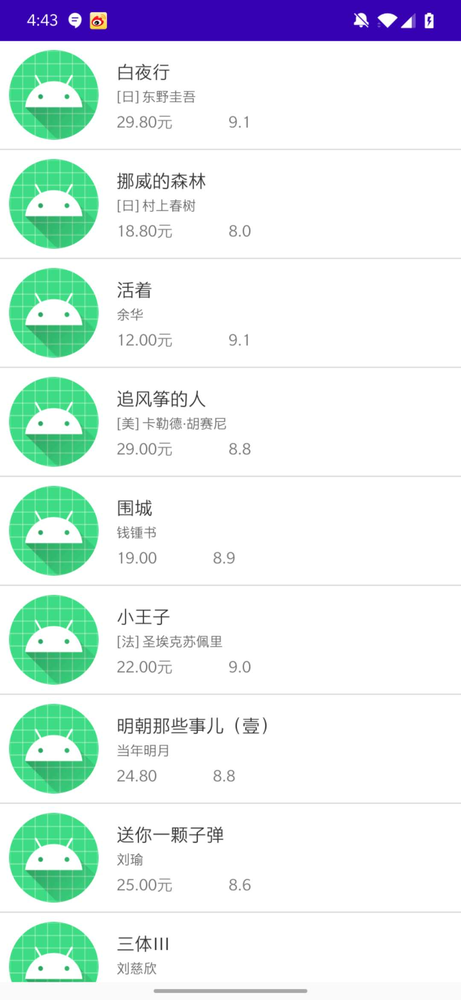 4:43
白夜行
[日] 东野圭吾
29.80元 9.1
挪威的森林
[日] 村上春树
18.80元 8.0
活着
余华
12.00元 9.1
追风筝的人
[美] 卡勒德·胡赛尼
29.00元 8.8
围城
钱锺书
19.00 8.9
小王子
[法] 圣埃克苏佩里
22.00元 9.0
明朝那些事儿（壹）
当年明月
24.80 8.8
送你一颗子弹
刘瑜
25.00元 8.6
三体III
刘慈欣